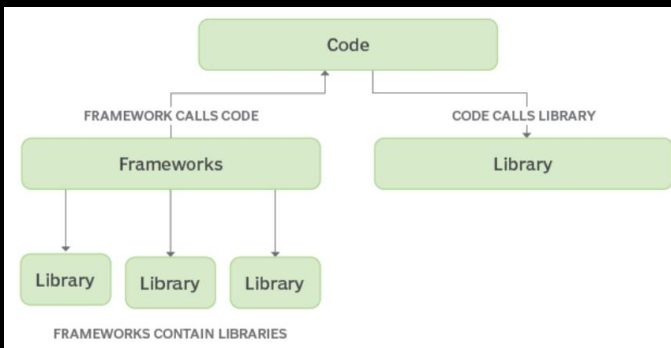 Code
FRAMEWORK CALLS CODE
CODE CALLS LIBRARY
Frameworks
Library
Library
Library
Library
FRAMEWORKS CONTAIN LIBRARIES